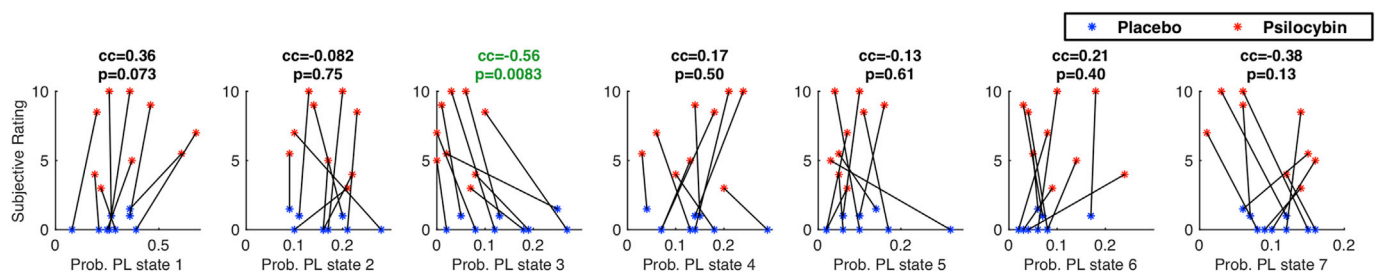 Placebo Psilocybin
cc=0.36 cc=-0.082 cc=-0.56 cc=0.17 cc=-0.13 cc=0.21 cc=-0.38
p=0.073 p=0.75 p=0.0083 p=0.50 p=0.61 p=0.40 p=0.13
Subjective Rating
10 10 10 10 10 10 10
5 5 5 5 5 5 5
0 0 0 0 0 0 0
0 0.5 0 0.1 0.2 0 0.1 0.2 0 0.1 0.2 0 0.2 0 0.1 0.2 0 0.1 0.2
Prob. PL state 1 Prob. PL state 2 Prob. PL state 3 Prob. PL state 4 Prob. PL state 5 Prob. PL state 6 Prob. PL state 7